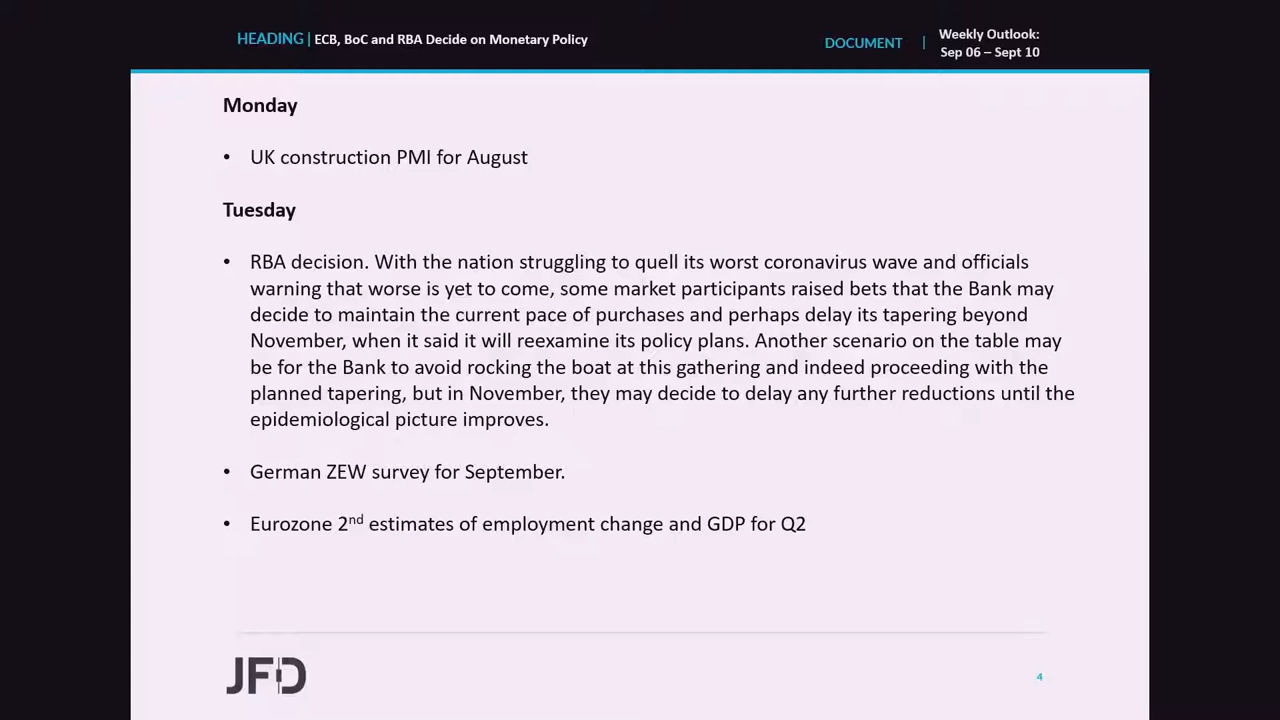 HEADING | ECB, BoC and RBA Decide on Monetary Policy
DOCUMENT | Weekly Outlook:
Sep 06 – Sept 10
Monday
• UK construction PMI for August
Tuesday
• RBA decision. With the nation struggling to quell its worst coronavirus wave and officials
warning that worse is yet to come, some market participants raised bets that the Bank may
decide to maintain the current pace of purchases and perhaps delay its tapering beyond
November, when it said it will reexamine its policy plans. Another scenario on the table may
be for the Bank to avoid rocking the boat at this gathering and indeed proceeding with the
planned tapering, but in November, they may decide to delay any further reductions until the
epidemiological picture improves.
• German ZEW survey for September.
• Eurozone 2nd estimates of employment change and GDP for Q2
JFD
4